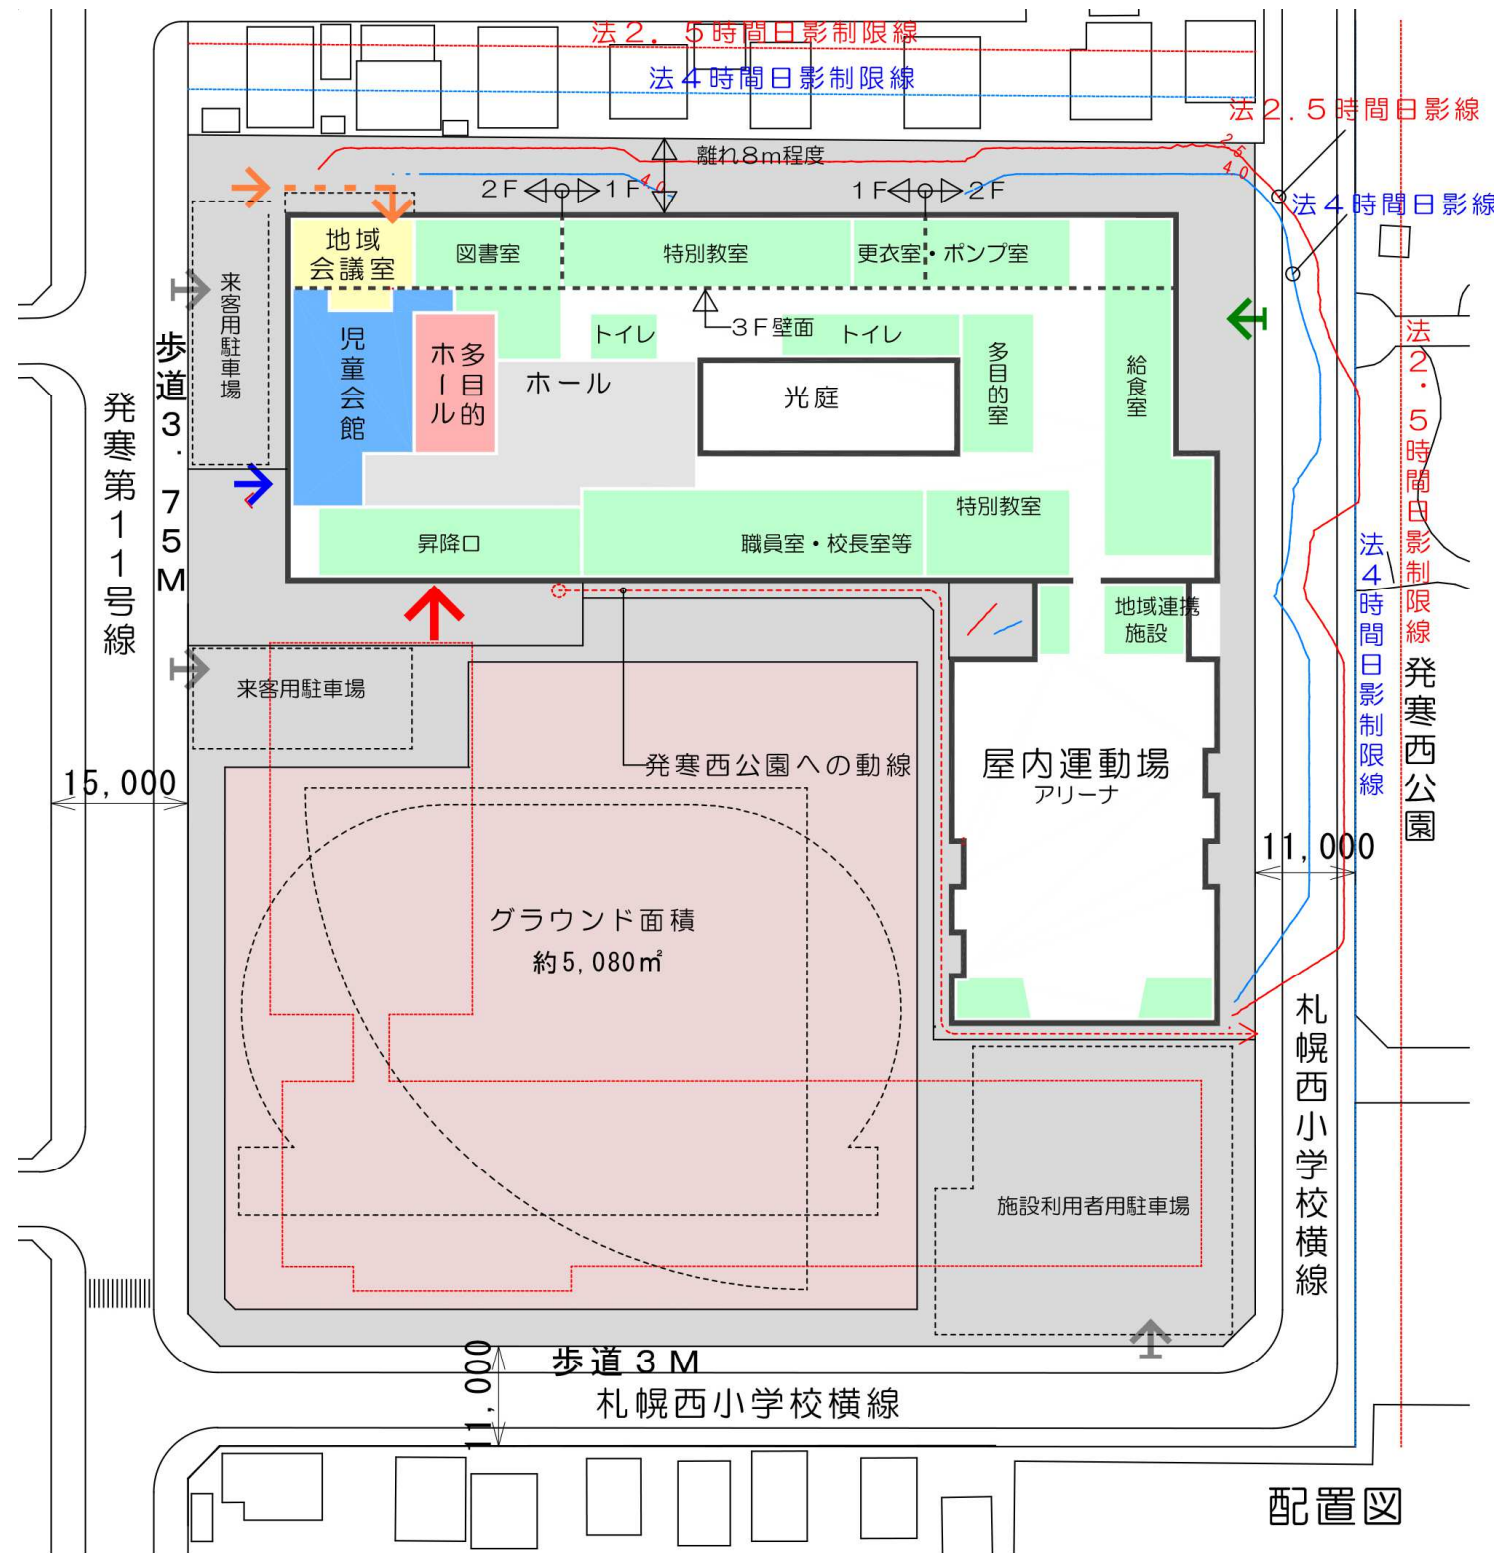 法２．５時間日影制限線
法４時間日影制限線
法２.５時間日影線
法４時間日影線
離れ8m程度
2.5
4.0
4.0
２Ｆ
１Ｆ
１Ｆ
２Ｆ
地域
会議室
図書室
特別教室
更衣室・ポンプ室
来客用駐車場
児童会館
多目的
ホール
トイレ
３Ｆ壁面
トイレ
ホール
光庭
多目的室
給食室
歩道３.７５Ｍ
発寒第１１号線
特別教室
昇降口
職員室・校長室等
地域連携
施設
来客用駐車場
発寒西公園への動線
屋内運動場
アリーナ
15,000
11,000
法２．５時間日影制限線
法４時間日影制限線
発寒西公園
グラウンド面積
約5,080㎡
札幌西小学校横線
施設利用者用駐車場
11,000
歩道３Ｍ
札幌西小学校横線
配置図